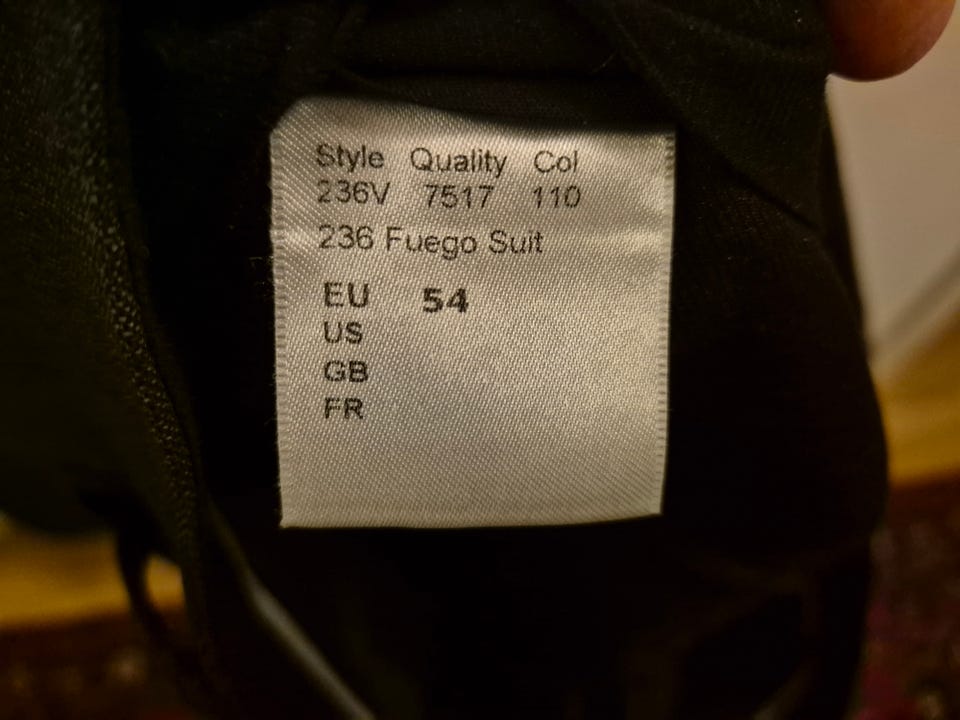 Style Quality Col
236V 7517 110
236 Fuego Suit
EU 54
US
GB
FR